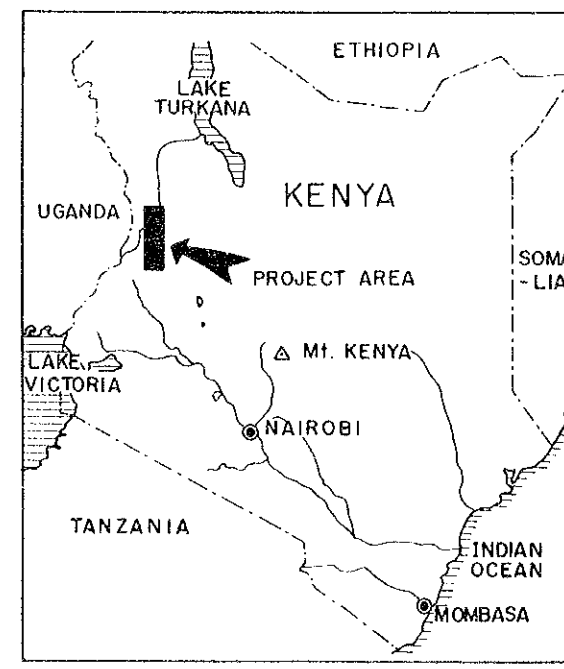 ETHIOPIA
LAKE
TURKANA
KENYA
UGANDA
PROJECT AREA
SOMA
~LIA
Mt. KENYA
LAKE
VICTORIA
NAIROBI
TANZANIA
INDIAN
OCEAN
MOMBASA